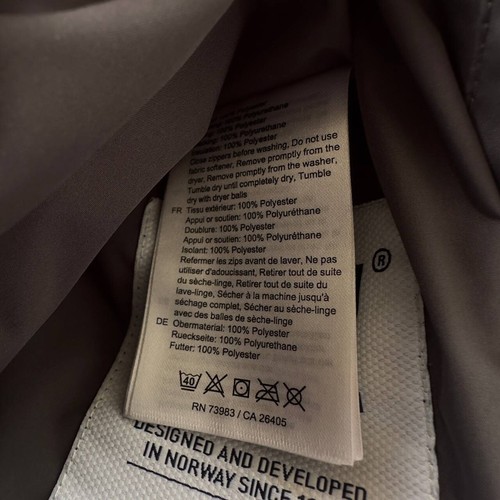 Polyurethane
100% Polyester
100% Polyurethane
100% Polyester
Close zippers before washing, Do not use
fabric softener, Remove promptly from the
dryer, Remove promptly from the washer,
Tumble dry until completely dry, Tumble
dry with dryer balls
FR Tissu extérieur: 100% Polyester
Appui or soutien: 100% Polyuréthane
Doublure: 100% Polyester
Appui or soutien: 100% Polyuréthane
Isolant: 100% Polyester
Refermer les zips avant de laver, Ne pas
utiliser d'adoucissant, Retirer tout de suite
du sèche-linge, Retirer tout de suite du
lave-linge, Sécher à la machine jusqu'à
séchage complet, Sécher au sèche-linge
avec des balles de sèche-linge
DE Obermaterial: 100% Polyester
Rueckseite: 100% Polyurethane
Futter: 100% Polyester
40
RN 73983 / CA 26405
®
DESIGNED AND DEVELOPED
IN NORWAY SINCE